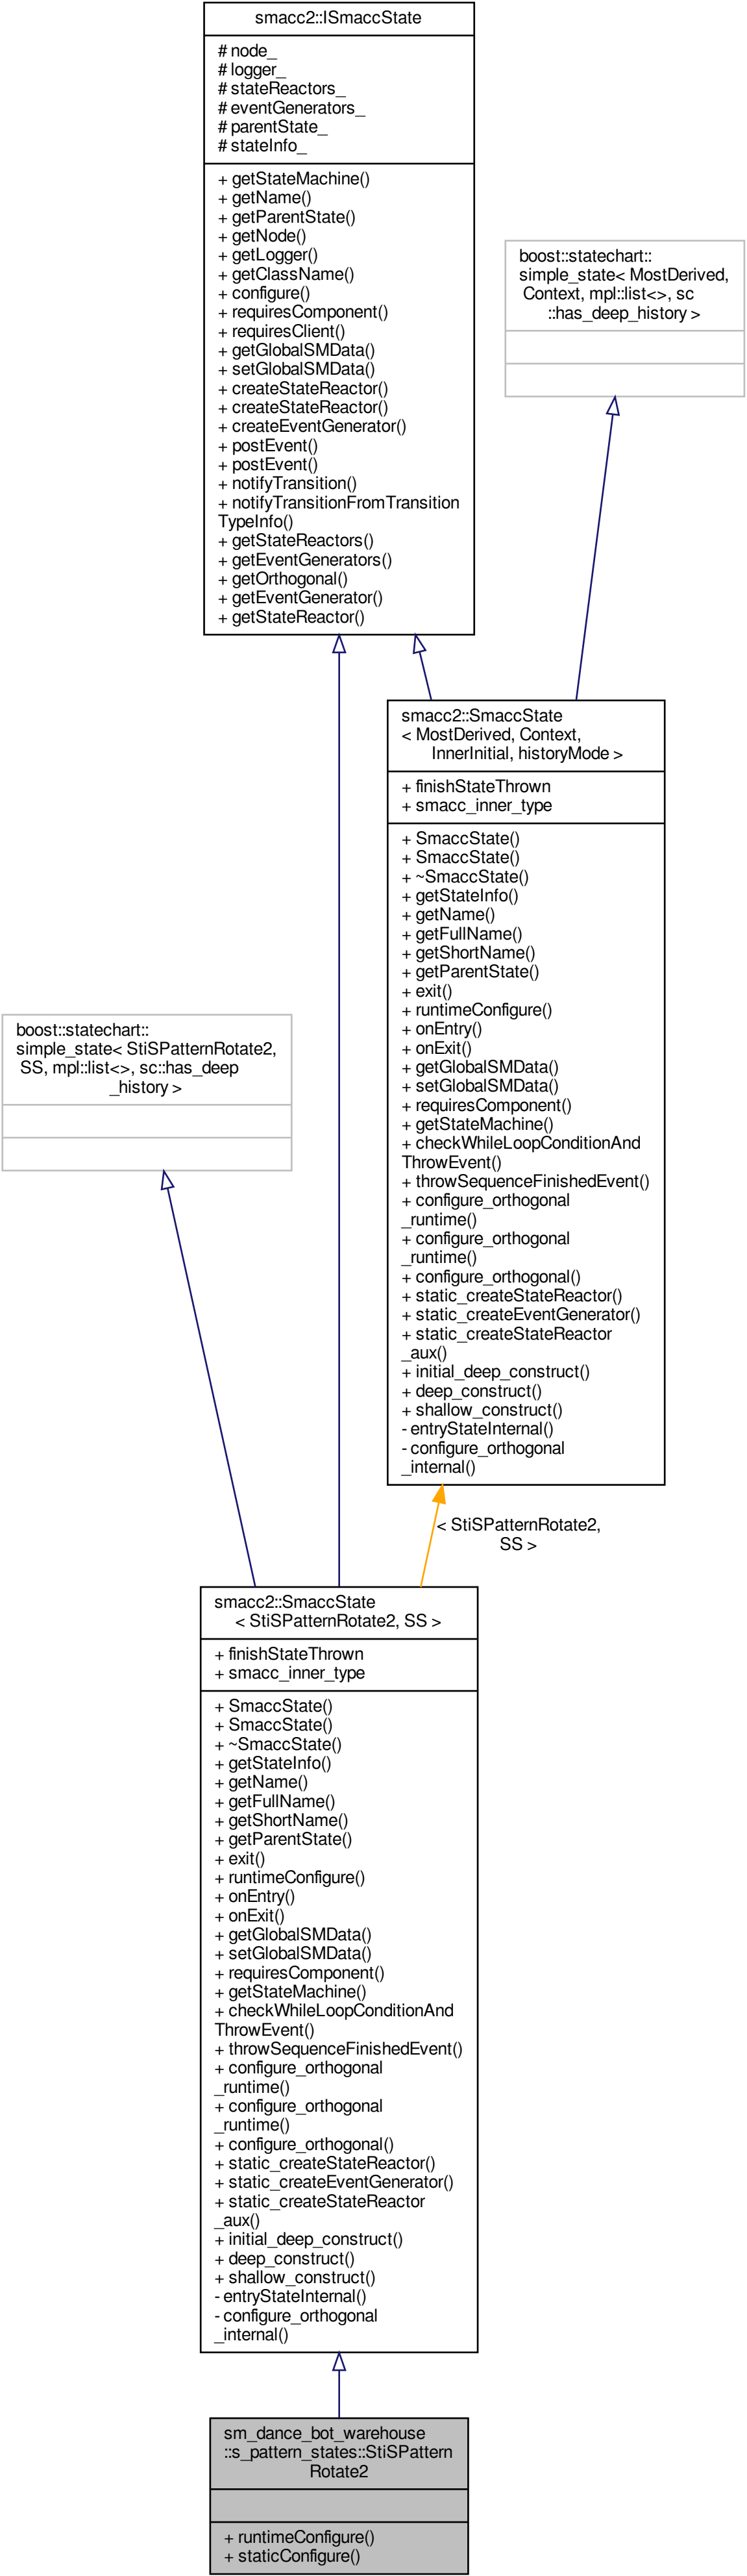 smacc2::ISmaccState
# node_
# logger_
# stateReactors_
# eventGenerators_
# parentState_
# stateInfo_
+ getStateMachine()
+ getName()
+ getParentState()
+ getNode()
+ getLogger()
+ getClassName()
+ configure()
+ requiresComponent()
+ requiresClient()
+ getGlobalSMData()
+ setGlobalSMData()
+ createStateReactor()
+ createStateReactor()
+ createEventGenerator()
+ postEvent()
+ postEvent()
+ notifyTransition()
+ notifyTransitionFromTransition
TypeInfo()
+ getStateReactors()
+ getEventGenerators()
+ getOrthogonal()
+ getEventGenerator()
+ getStateReactor()
boost::statechart::
simple_state< MostDerived,
Context, mpl::list<>, sc
::has_deep_history >
smacc2::SmaccState
< MostDerived, Context,
InnerInitial, historyMode >
+ finishStateThrown
+ smacc_inner_type
+ SmaccState()
+ SmaccState()
+ ~SmaccState()
+ getStateInfo()
+ getName()
+ getFullName()
+ getShortName()
+ getParentState()
+ exit()
+ runtimeConfigure()
+ onEntry()
+ onExit()
+ getGlobalSMData()
+ setGlobalSMData()
+ requiresComponent()
+ getStateMachine()
+ checkWhileLoopConditionAnd
ThrowEvent()
+ throwSequenceFinishedEvent()
+ configure_orthogonal
_runtime()
+ configure_orthogonal
_runtime()
+ configure_orthogonal()
+ static_createStateReactor()
+ static_createEventGenerator()
+ static_createStateReactor
_aux()
+ initial_deep_construct()
+ deep_construct()
+ shallow_construct()
- entryStateInternal()
- configure_orthogonal
_internal()
boost::statechart::
simple_state< StiSPatternRotate2,
SS, mpl::list<>, sc::has_deep
_history >
< StiSPatternRotate2,
SS >
smacc2::SmaccState
< StiSPatternRotate2, SS >
+ finishStateThrown
+ smacc_inner_type
+ SmaccState()
+ SmaccState()
+ ~SmaccState()
+ getStateInfo()
+ getName()
+ getFullName()
+ getShortName()
+ getParentState()
+ exit()
+ runtimeConfigure()
+ onEntry()
+ onExit()
+ getGlobalSMData()
+ setGlobalSMData()
+ requiresComponent()
+ getStateMachine()
+ checkWhileLoopConditionAnd
ThrowEvent()
+ throwSequenceFinishedEvent()
+ configure_orthogonal
_runtime()
+ configure_orthogonal
_runtime()
+ configure_orthogonal()
+ static_createStateReactor()
+ static_createEventGenerator()
+ static_createStateReactor
_aux()
+ initial_deep_construct()
+ deep_construct()
+ shallow_construct()
- entryStateInternal()
- configure_orthogonal
_internal()
sm_dance_bot_warehouse
::s_pattern_states::StiSPattern
Rotate2
+ runtimeConfigure()
+ staticConfigure()